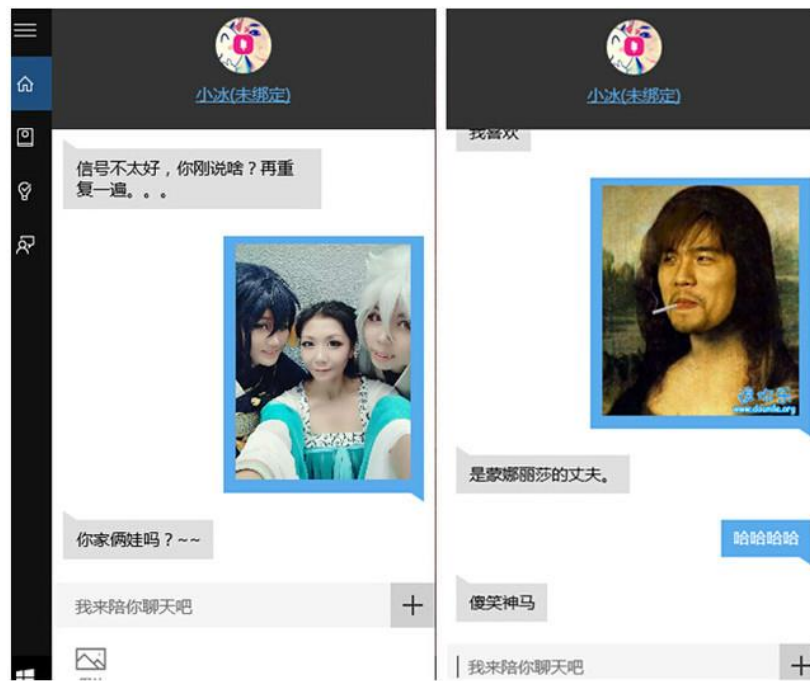 小冰(未绑定)
信号不太好，你刚说啥？再重
复一遍。。。
你家俩娃吗？~~
我来陪你聊天吧
小冰(未绑定)
我喜欢
www.doumile.org
是蒙娜丽莎的丈夫。
哈哈哈哈
傻笑神马
我来陪你聊天吧